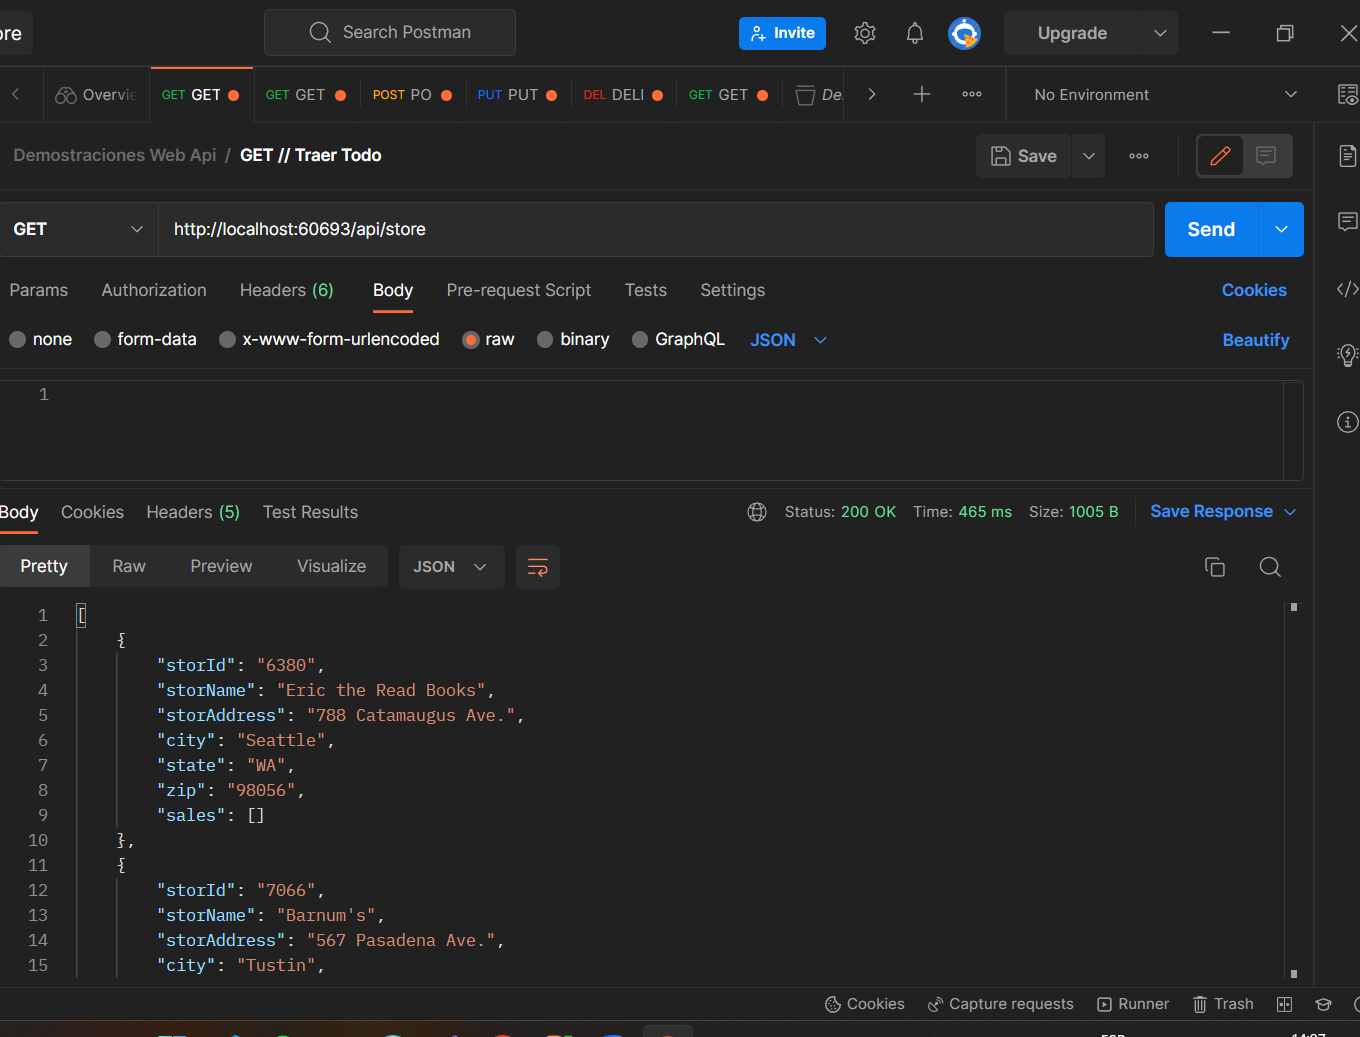 ore Search Postman Invite Upgrade
Overvie GET GET GET GET POST PO PUT PUT DEL DELI GET GET De. No Environment
Demostraciones Web Api / GET // Traer Todo Save
GET http://localhost:60693/api/store Send
Params Authorization Headers (6) Body Pre-request Script Tests Settings Cookies
none form-data x-www-form-urlencoded raw binary GraphQL JSON Beautify
1
Body Cookies Headers (5) Test Results Status: 200 OK Time: 465 ms Size: 1005 B Save Response
Pretty Raw Preview Visualize JSON
1 [
2 {
3 "storId": "6380",
4 "storName": "Eric the Read Books",
5 "storAddress": "788 Catamaugus Ave.",
6 "city": "Seattle",
7 "state": "WA",
8 "zip": "98056",
9 "sales": []
10 },
11 {
12 "storId": "7066",
13 "storName": "Barnum's",
14 "storAddress": "567 Pasadena Ave.",
15 "city": "Tustin",
Cookies Capture requests Runner Trash